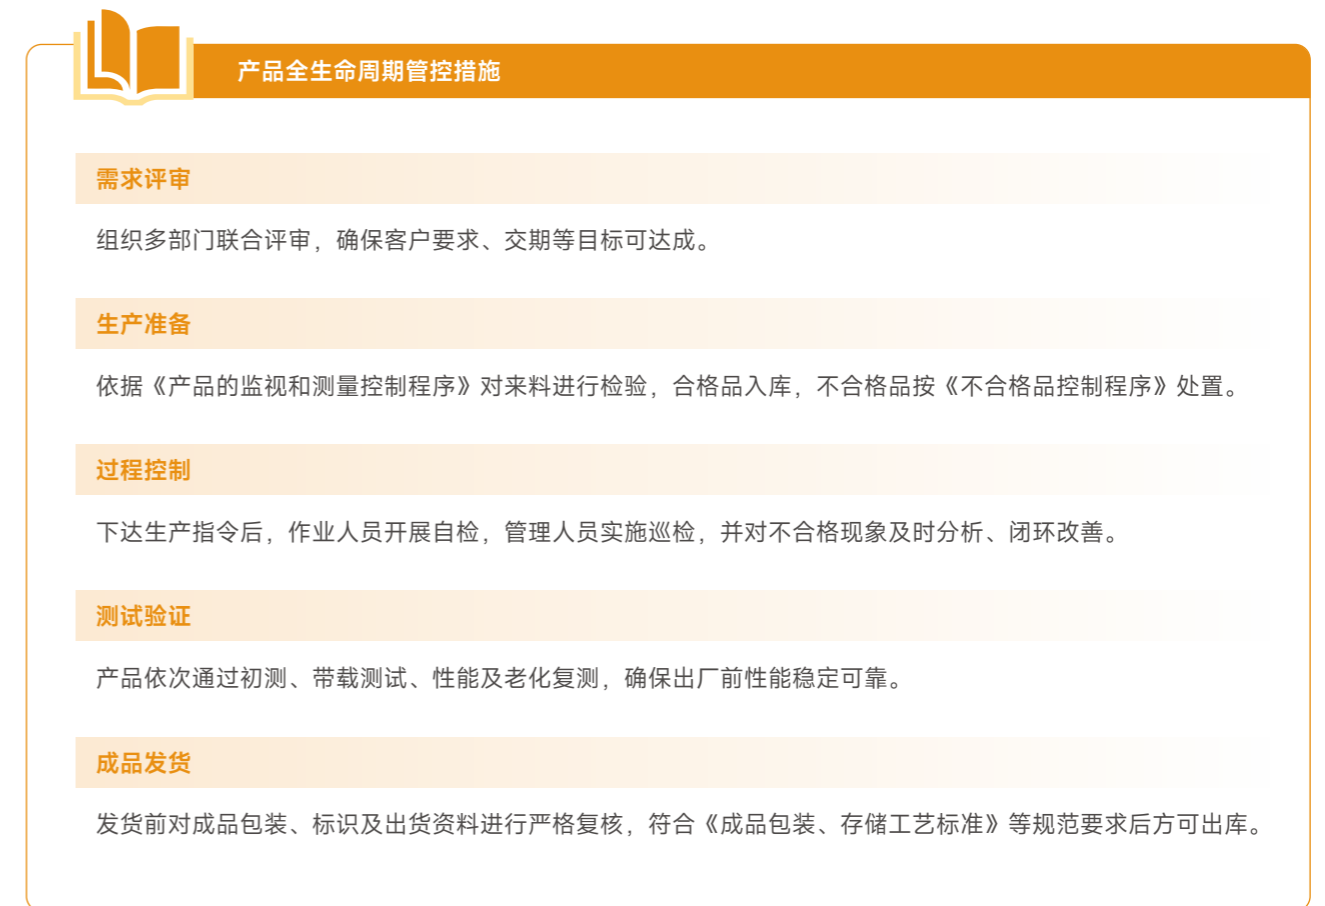 产品全生命周期管控措施
需求评审
组织多部门联合评审，确保客户要求、交期等目标可达成。
生产准备
依据《产品的监视和测量控制程序》对来料进行检验，合格品入库，不合格品按《不合格品控制程序》处置。
过程控制
下达生产指令后，作业人员开展自检，管理人员实施巡检，并对不合格现象及时分析、闭环改善。
测试验证
产品依次通过初测、带载测试、性能及老化复测，确保出厂前性能稳定可靠。
成品发货
发货前对成品包装、标识及出货资料进行严格复核，符合《成品包装、存储工艺标准》等规范要求后方可出库。